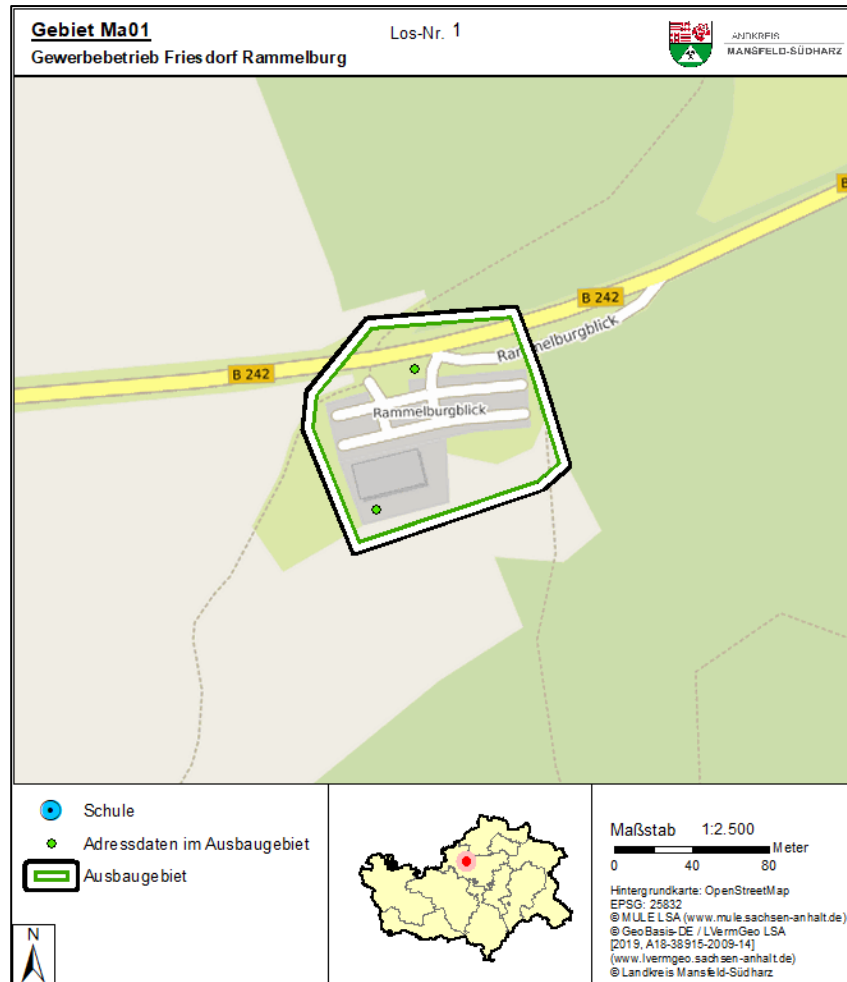 Gebiet Ma01
Los-Nr. 1
Gewerbebetrieb Friesdorf Rammelburg
ANDKREIS
MANSFELD-SÜDHARZ
B 242
Rammelburgblick
B 242
Rammelburgblick
Schule
Adressdaten im Ausbaugebiet
Ausbaugebiet
N
Maßstab 1:2.500
Meter
0 40 80
Hintergrundkarte: OpenStreetMap
EPSG: 25832
© MULE LSA (www.mule.sachsen-anhalt.de)
© GeoBasis-DE / LVermGeo LSA
[2019, A18-38915-2009-14]
(www.lvermgeo.sachsen-anhalt.de)
© Landkreis Mansfeld-Südharz